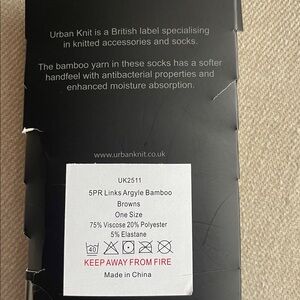 Urban Knit is a British label specialising
in knitted accessories and socks.
The bamboo yarn in these socks has a softer
handfeel with antibacterial properties and
enhanced moisture absorption.
www.urbanknit.co.uk
UK2511
5PR Links Argyle Bamboo
Browns
One Size
75% Viscose 20% Polyester
5% Elastane
40
KEEP AWAY FROM FIRE
Made in China